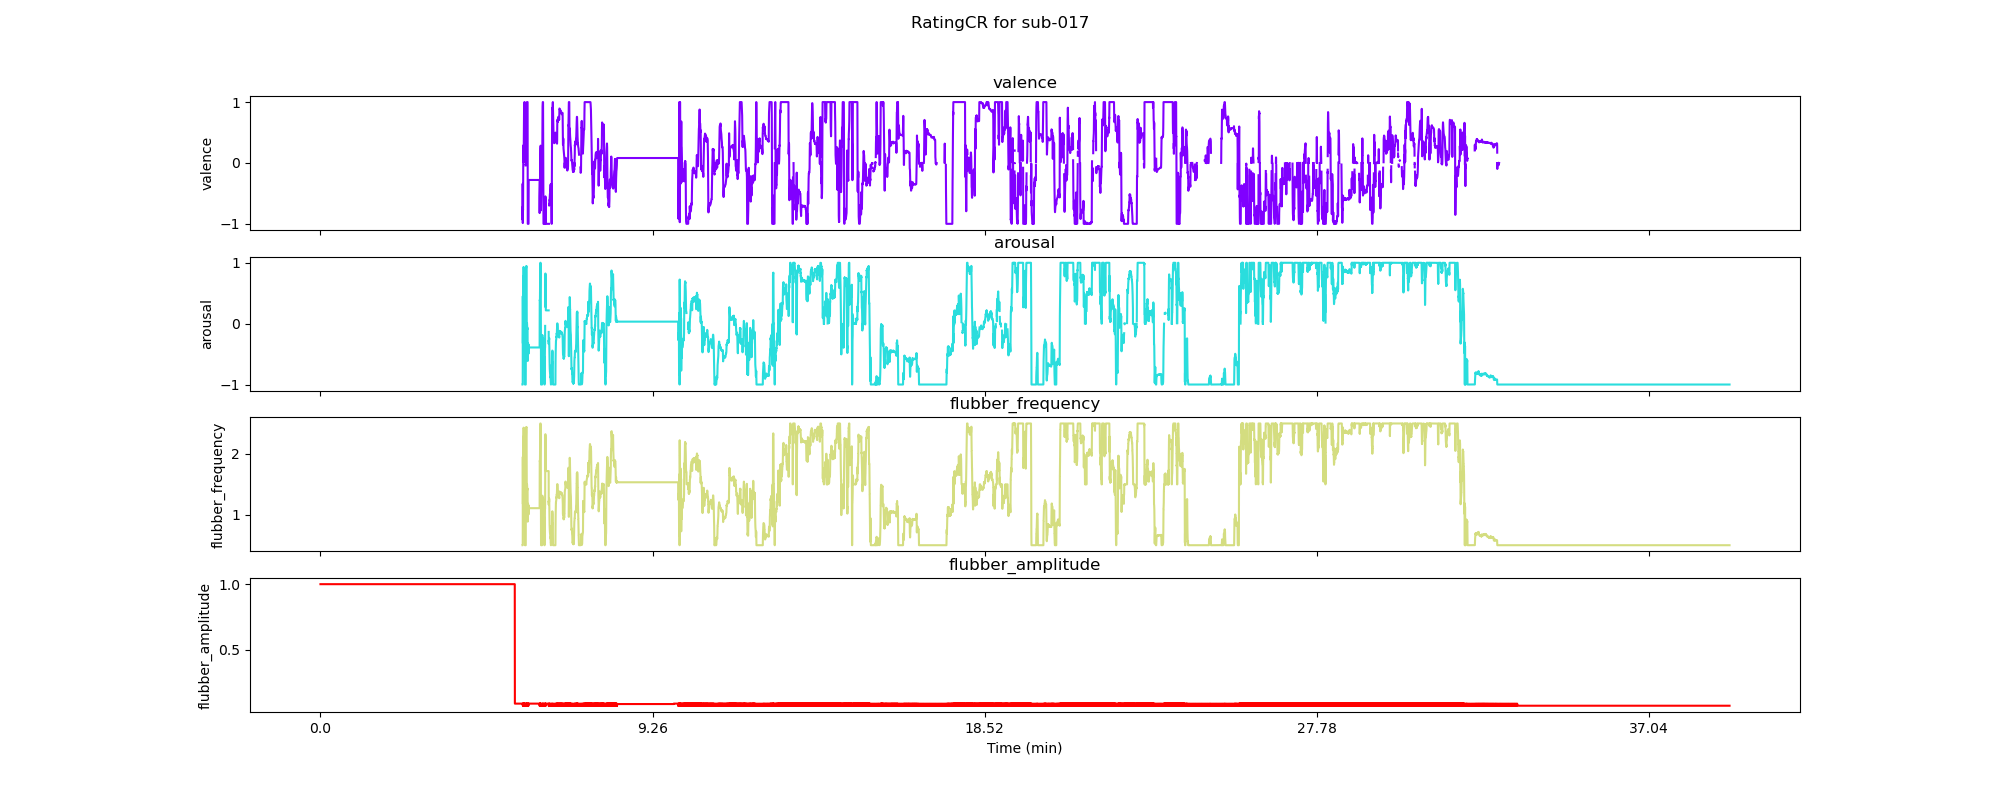 RatingCR for sub-017
valence
1
0
−1
valence
arousal
1
0
−1
arousal
flubber_frequency
2
1
flubber_frequency
flubber_amplitude
1.0
0.5
flubber_amplitude
0.0 9.26 18.52 27.78 37.04
Time (min)